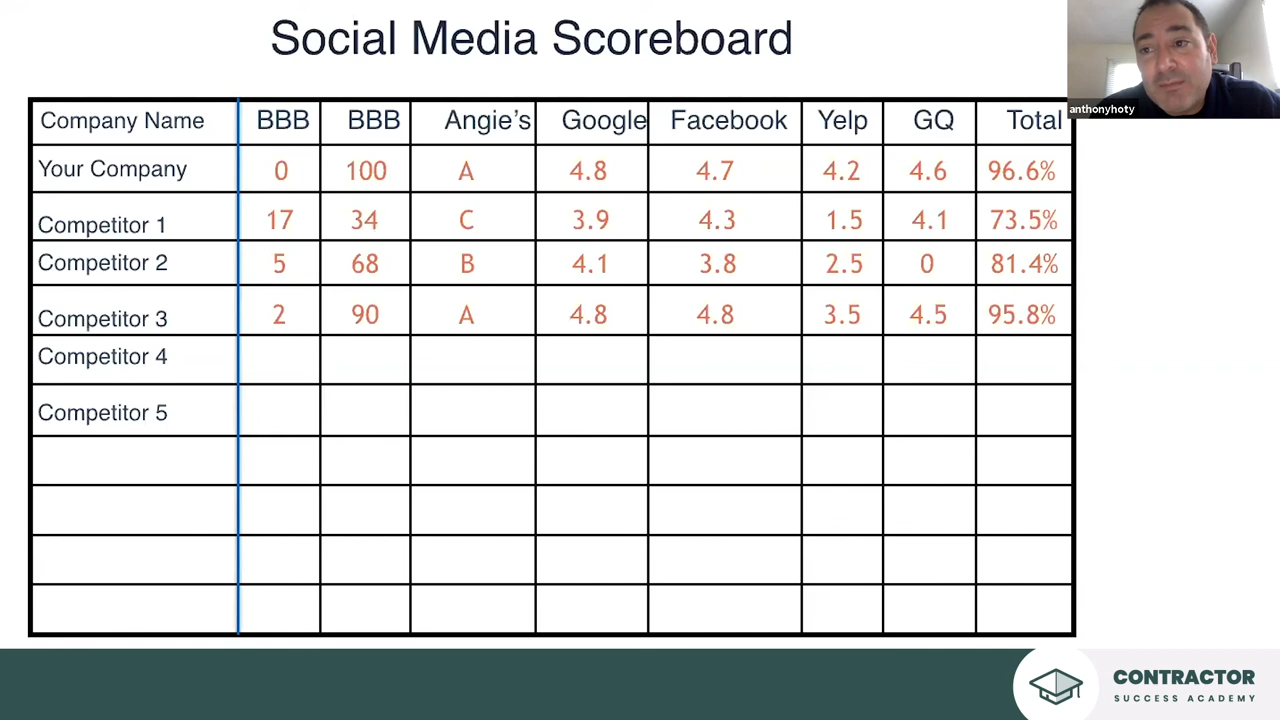 Social Media Scoreboard
anthonyhoty
Company Name BBB BBB Angie's Google Facebook Yelp GQ Total
Your Company 0 100 A 4.8 4.7 4.2 4.6 96.6%
Competitor 1 17 34 C 3.9 4.3 1.5 4.1 73.5%
Competitor 2 5 68 B 4.1 3.8 2.5 0 81.4%
Competitor 3 2 90 A 4.8 4.8 3.5 4.5 95.8%
Competitor 4
Competitor 5
CONTRACTOR
SUCCESS ACADEMY